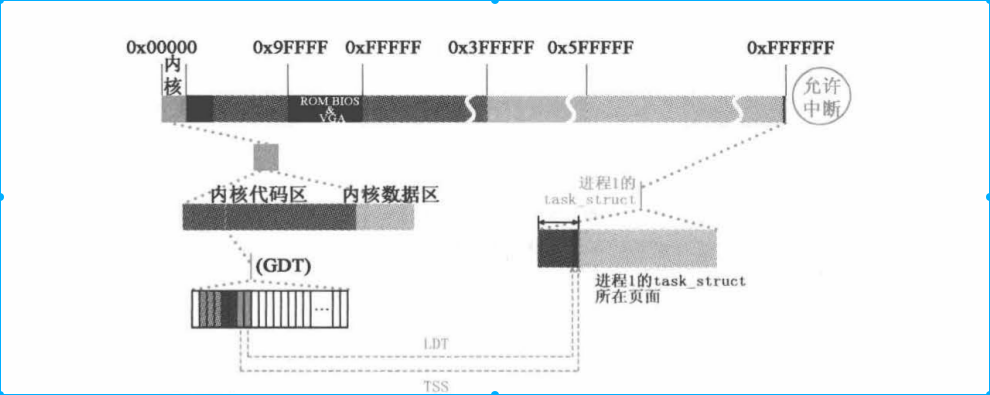 0x00000 0x9FFFF 0xFFFFF 0x3FFFFF 0x5FFFFF 0xFFFFFF
内
核
ROM BIOS
&
VGA
允许
中断
进程1的
task_struct
内核代码区 内核数据区
(GDT)
...
进程1的task_struct
所在页面
LDT
TSS